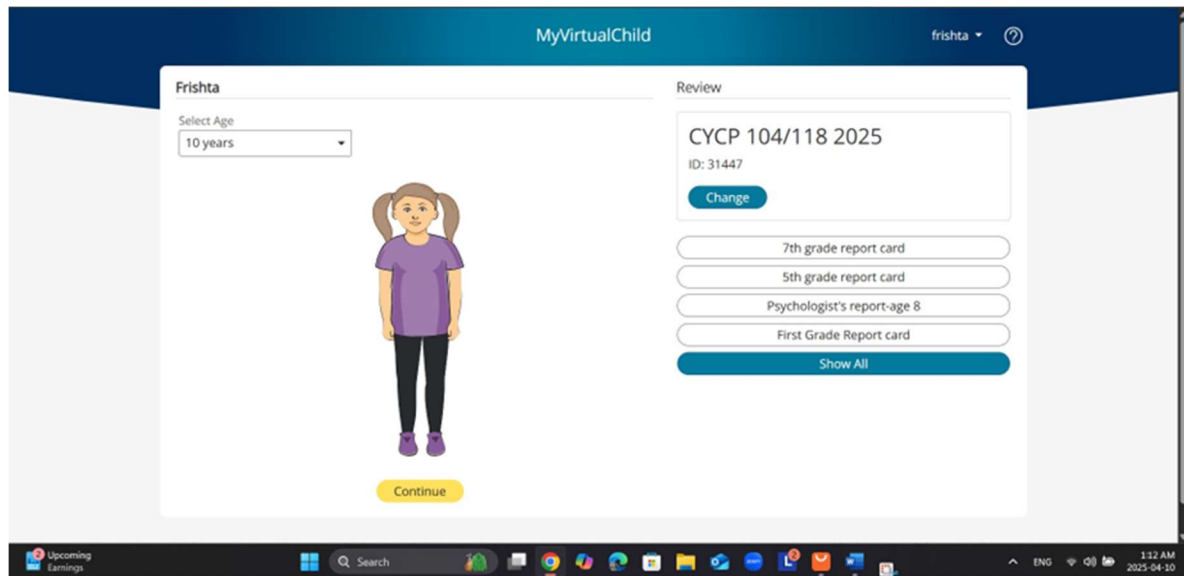 MyVirtualChild
frishta
Frishta
Select Age
10 years
Continue
Review
CYCP 104/118 2025
ID: 31447
Change
7th grade report card
5th grade report card
Psychologist's report-age 8
First Grade Report card
Show All
2
Upcoming
Earnings
Search
ENG
1:12 AM
2025-04-10